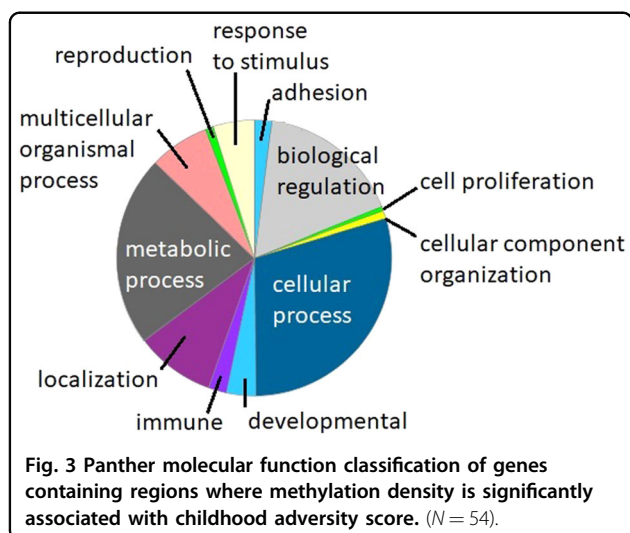 response
to stimulus
reproduction
adhesion
multicellular
organismal
process
biological
regulation
cell proliferation
cellular component
organization
metabolic
process
cellular
process
localization
immune
developmental
Fig. 3 Panther molecular function classification of genes
containing regions where methylation density is significantly
associated with childhood adversity score. (N = 54).